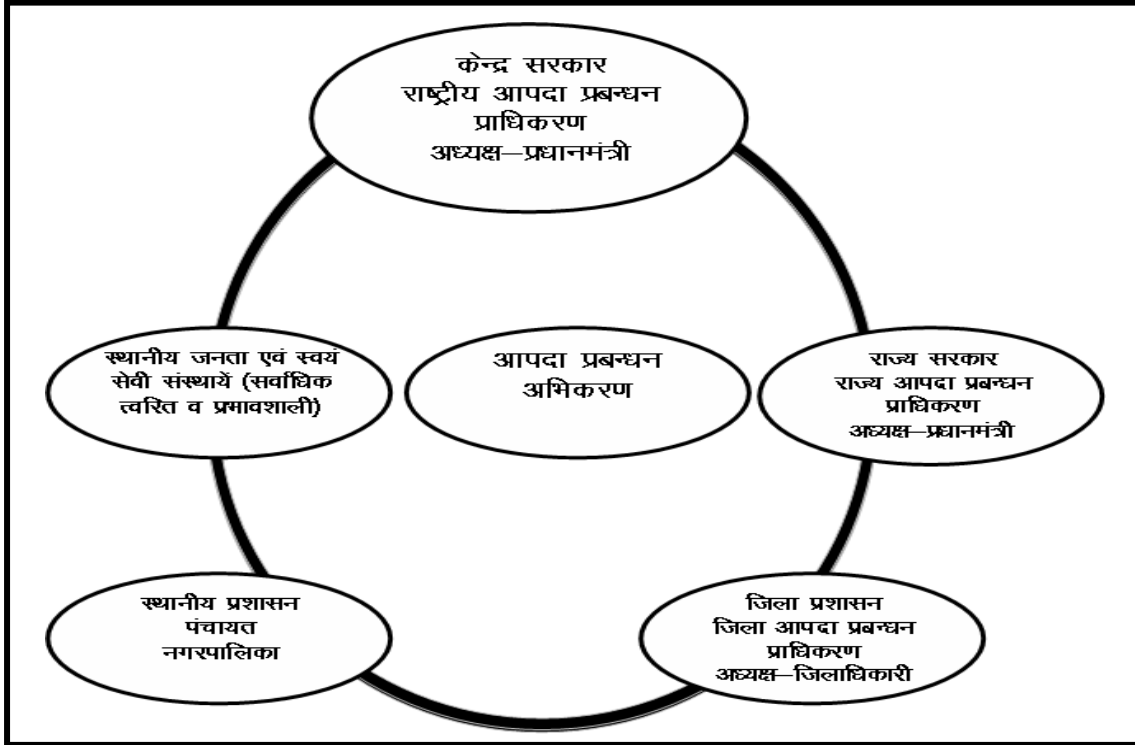 केन्द्र सरकार
राष्ट्रीय आपदा प्रबन्धन
प्राधिकरण
अध्यक्ष–प्रधानमंत्री
स्थानीय जनता एवं स्वयं
सेवी संस्थायें (सर्वाधिक
त्वरित व प्रभावशाली)
आपदा प्रबन्धन
अभिकरण
राज्य सरकार
राज्य आपदा प्रबन्धन
प्राधिकरण
अध्यक्ष–प्रधानमंत्री
स्थानीय प्रशासन
पंचायत
नगरपालिका
जिला प्रशासन
जिला आपदा प्रबन्धन
प्राधिकरण
अध्यक्ष–जिलाधिकारी